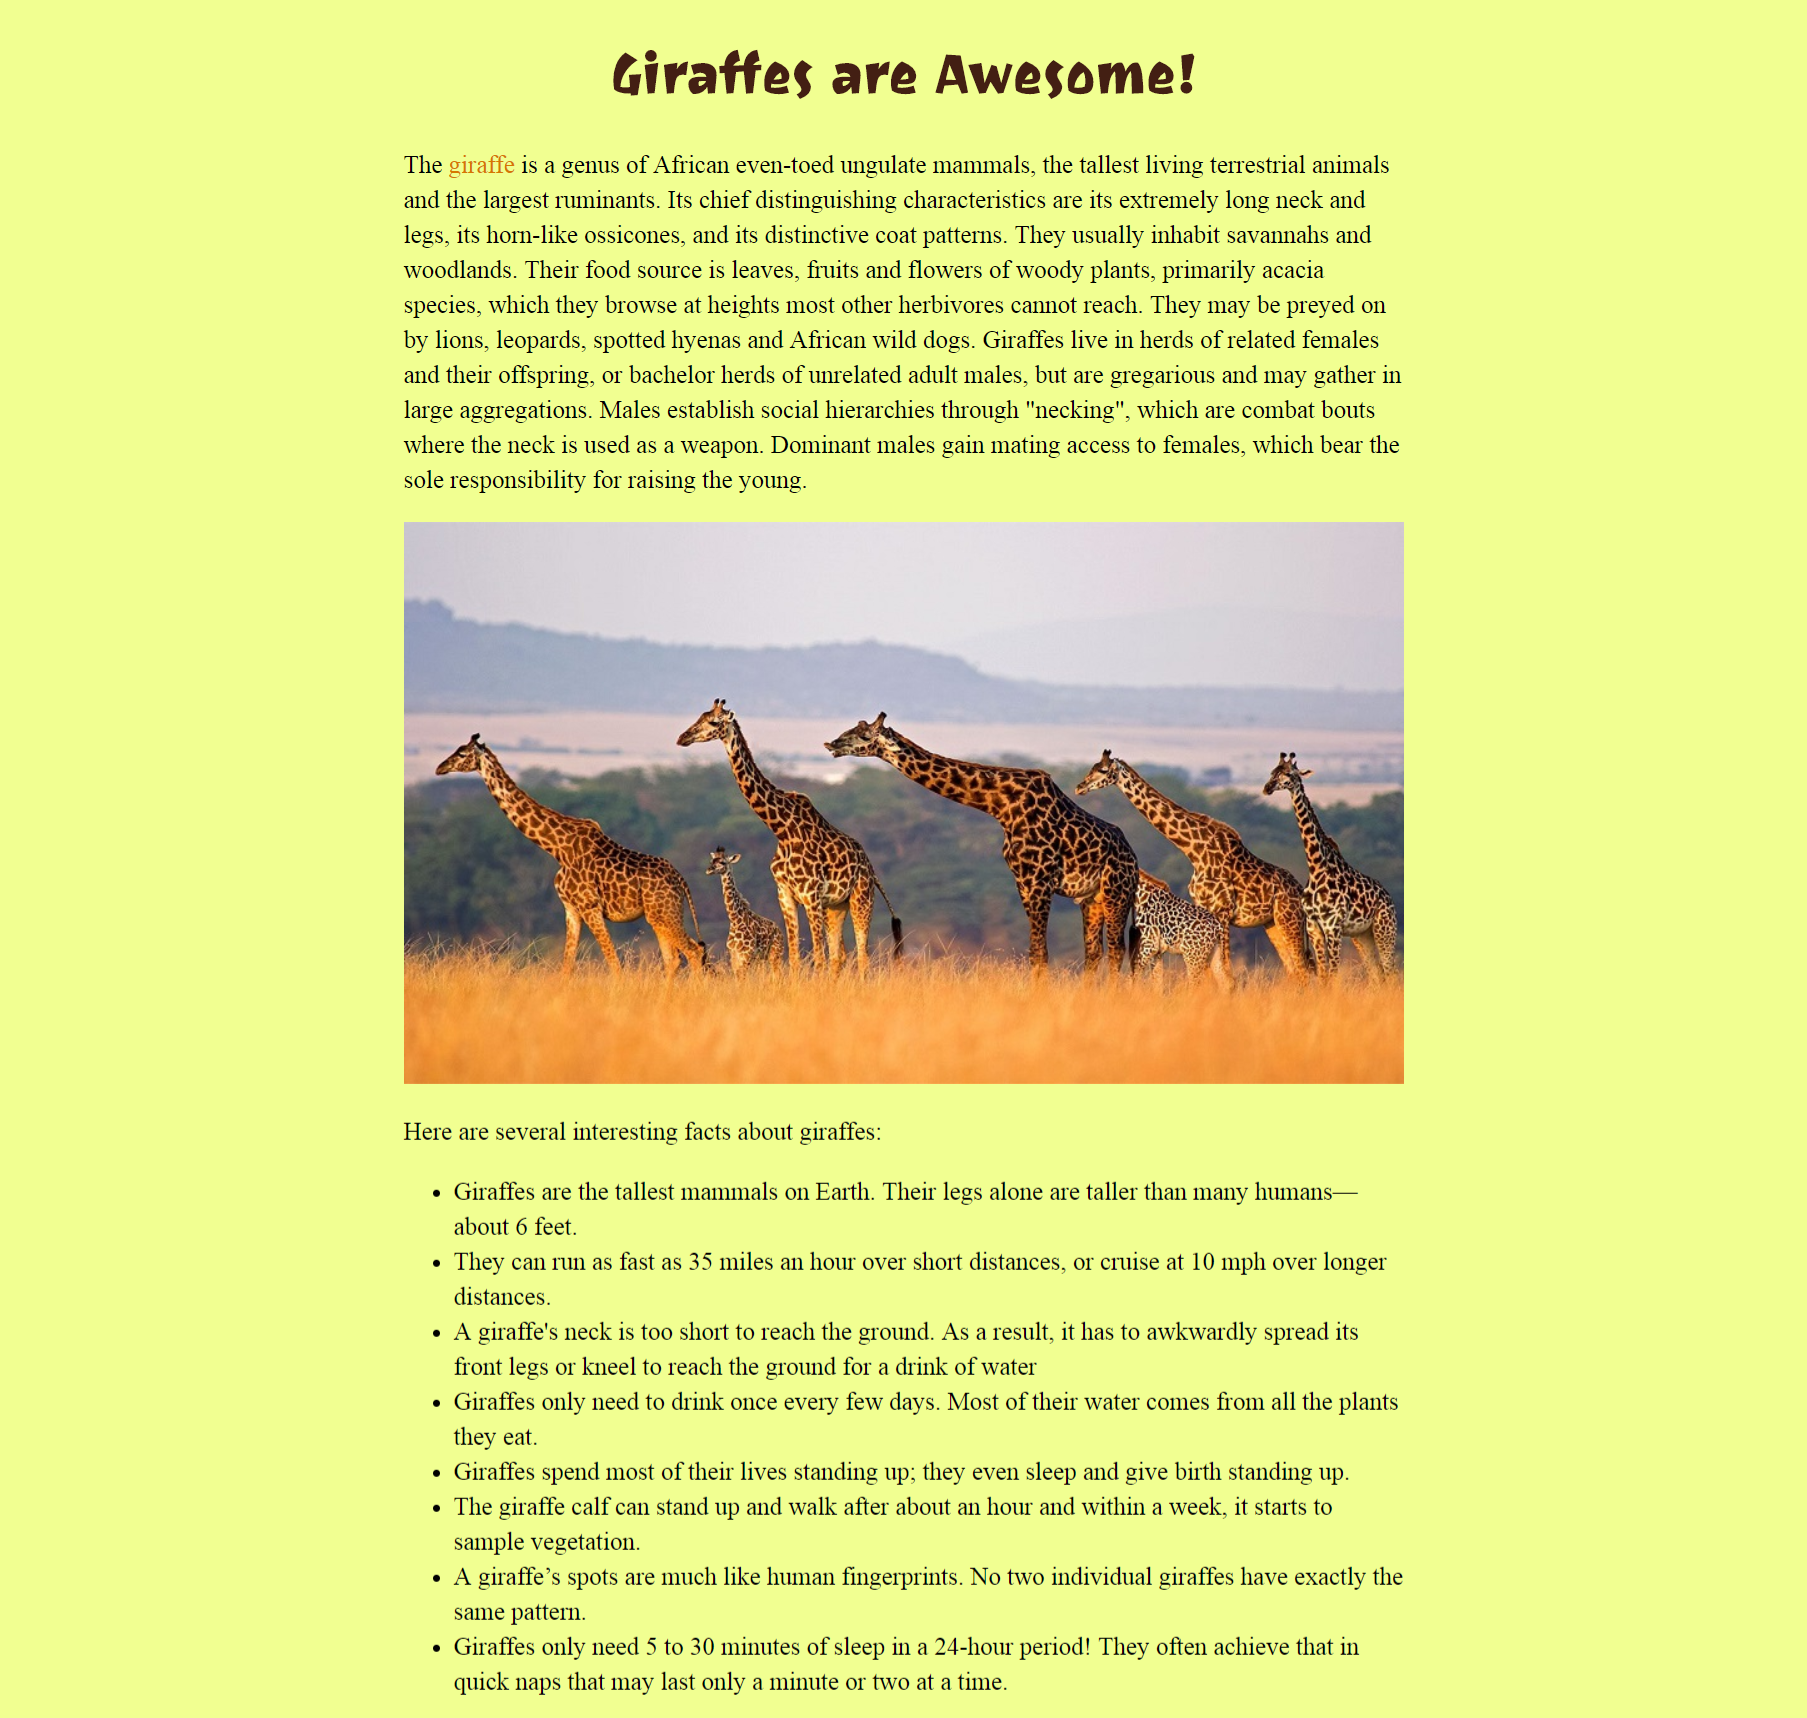 Giraffes are Awesome!
The giraffe is a genus of African even-toed ungulate mammals, the tallest living terrestrial animals
and the largest ruminants. Its chief distinguishing characteristics are its extremely long neck and
legs, its horn-like ossicones, and its distinctive coat patterns. They usually inhabit savannahs and
woodlands. Their food source is leaves, fruits and flowers of woody plants, primarily acacia
species, which they browse at heights most other herbivores cannot reach. They may be preyed on
by lions, leopards, spotted hyenas and African wild dogs. Giraffes live in herds of related females
and their offspring, or bachelor herds of unrelated adult males, but are gregarious and may gather in
large aggregations. Males establish social hierarchies through "necking", which are combat bouts
where the neck is used as a weapon. Dominant males gain mating access to females, which bear the
sole responsibility for raising the young.
Here are several interesting facts about giraffes:
• Giraffes are the tallest mammals on Earth. Their legs alone are taller than many humans—
about 6 feet.
• They can run as fast as 35 miles an hour over short distances, or cruise at 10 mph over longer
distances.
• A giraffe's neck is too short to reach the ground. As a result, it has to awkwardly spread its
front legs or kneel to reach the ground for a drink of water
• Giraffes only need to drink once every few days. Most of their water comes from all the plants
they eat.
• Giraffes spend most of their lives standing up; they even sleep and give birth standing up.
• The giraffe calf can stand up and walk after about an hour and within a week, it starts to
sample vegetation.
• A giraffe’s spots are much like human fingerprints. No two individual giraffes have exactly the
same pattern.
• Giraffes only need 5 to 30 minutes of sleep in a 24-hour period! They often achieve that in
quick naps that may last only a minute or two at a time.